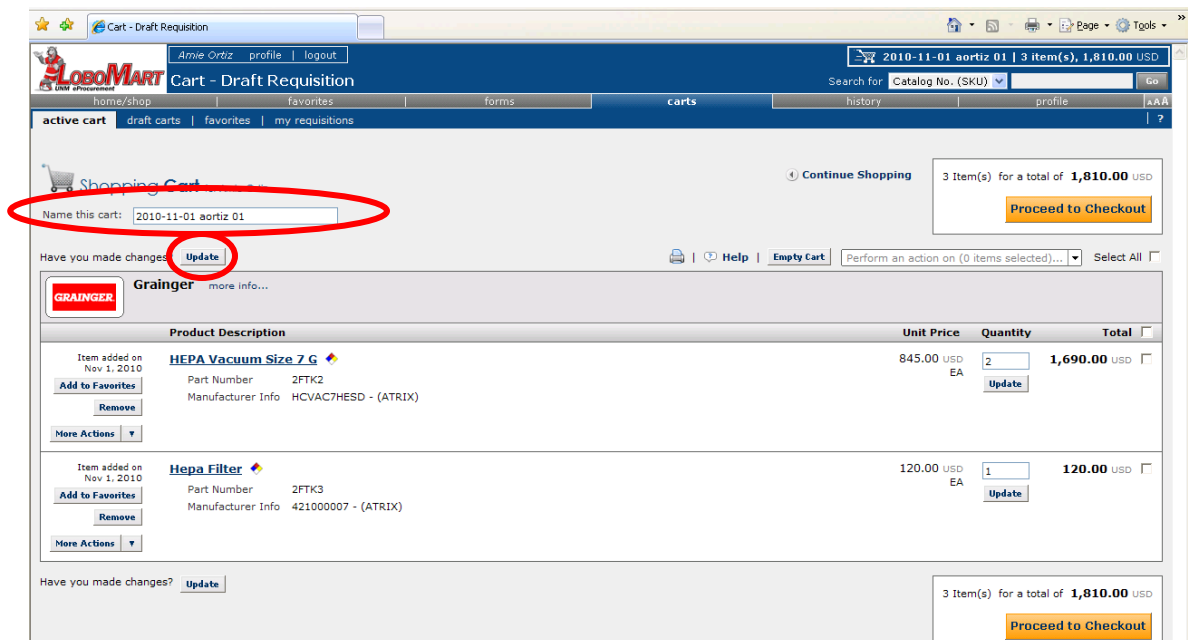 Cart - Draft Requisition
Page Tools »
LOBOMART
UNM eProcurement
Amie Ortiz profile | logout
2010-11-01 aortiz 01 | 3 item(s), 1,810.00 USD
Cart - Draft Requisition
Search for Catalog No. (SKU) Go
home/shop | favorites | forms carts history | profile AAA
active cart draft carts | favorites | my requisitions | ?
Shopping Cart
Continue Shopping
3 Item(s) for a total of 1,810.00 USD
Proceed to Checkout
Name this cart: 2010-11-01 aortiz 01
Have you made changes Update
| Help | Empty Cart Perform an action on (0 items selected)... Select All
GRAINGER
Grainger more info...
Product Description Unit Price Quantity Total
Item added on
Nov 1, 2010
Add to Favorites
Remove
More Actions
HEPA Vacuum Size 7 G
Part Number 2FTK2
Manufacturer Info HCVAC7HESD - (ATRIX)
845.00 USD
EA
2
Update
1,690.00 USD
Item added on
Nov 1, 2010
Add to Favorites
Remove
More Actions
Hepa Filter
Part Number 2FTK3
Manufacturer Info 421000007 - (ATRIX)
120.00 USD
EA
1
Update
120.00 USD
Have you made changes? Update
3 Item(s) for a total of 1,810.00 USD
Proceed to Checkout